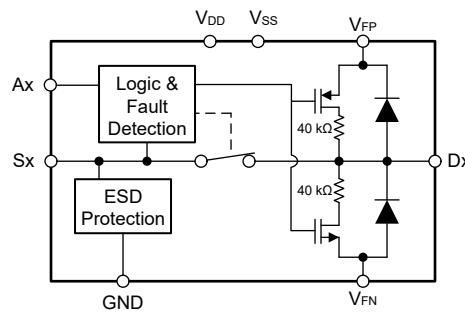 VDD VSS VFP
Ax
Logic &
Fault
Detection
40 kΩ
Sx
Dx
40 kΩ
ESD
Protection
GND
VFN